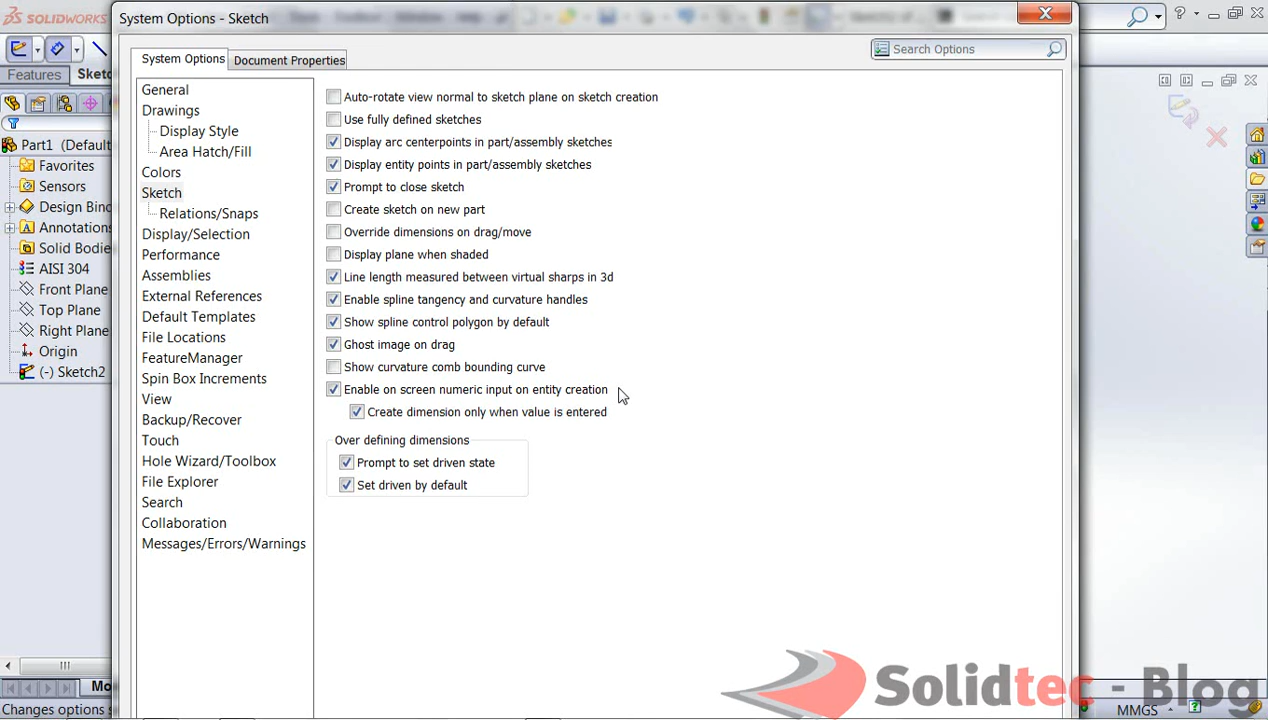 SOLIDWORKS
System Options - Sketch
System Options
Document Properties
Search Options
Features
Sketc
Part1 (Default
Favorites
Sensors
Design Bind
Annotations
Solid Bodie
AISI 304
Front Plane
Top Plane
Right Plane
Origin
(-) Sketch2
General
Drawings
Display Style
Area Hatch/Fill
Colors
Sketch
Relations/Snaps
Display/Selection
Performance
Assemblies
External References
Default Templates
File Locations
FeatureManager
Spin Box Increments
View
Backup/Recover
Touch
Hole Wizard/Toolbox
File Explorer
Search
Collaboration
Messages/Errors/Warnings
Auto-rotate view normal to sketch plane on sketch creation
Use fully defined sketches
Display arc centerpoints in part/assembly sketches
Display entity points in part/assembly sketches
Prompt to close sketch
Create sketch on new part
Override dimensions on drag/move
Display plane when shaded
Line length measured between virtual sharps in 3d
Enable spline tangency and curvature handles
Show spline control polygon by default
Ghost image on drag
Show curvature comb bounding curve
Enable on screen numeric input on entity creation
Create dimension only when value is entered
Over defining dimensions
Prompt to set driven state
Set driven by default
Mo
Changes options s
MMGS
Solidtec - Blog